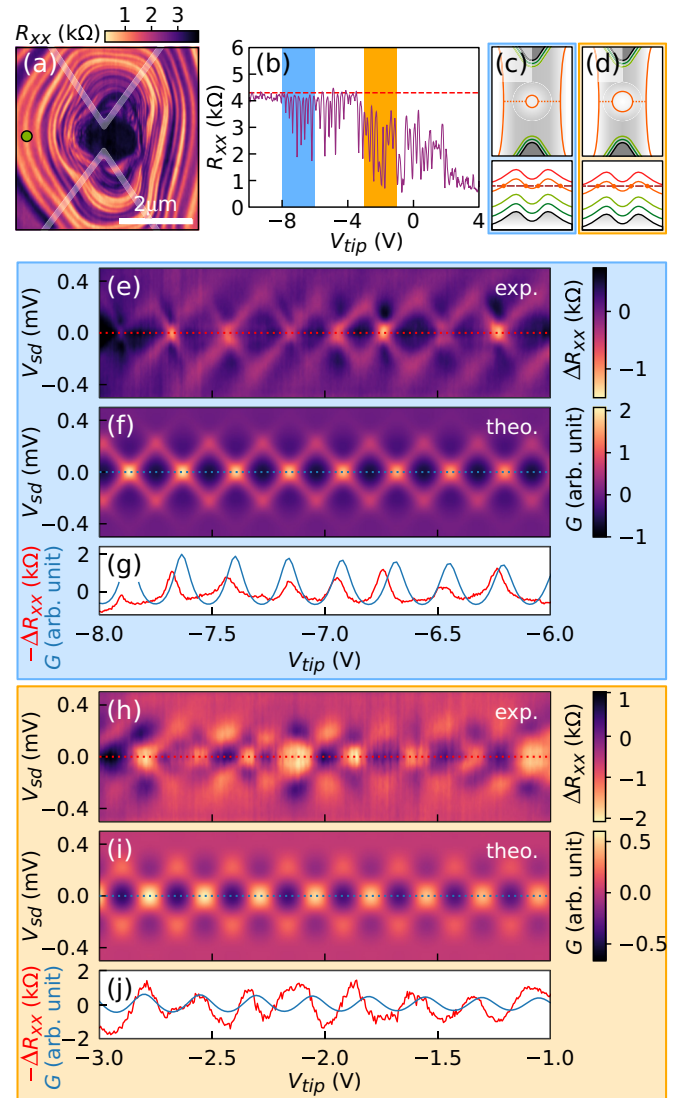 R_xx (kΩ) 1 2 3
(a)
2μm
(b)
6
5
4
3
2
1
0
R_xx (kΩ)
−8 −4 0 4
V_tip (V)
(c) (d)
(e) exp.
0.4
0.0
−0.4
V_sd (mV)
0
−1
ΔR_xx (kΩ)
(f) theo.
0.4
0.0
−0.4
V_sd (mV)
2
1
0
−1
G (arb. unit)
(g)
2
0
−ΔR_xx (kΩ)
G (arb. unit)
−8.0 −7.5 −7.0 −6.5 −6.0
V_tip (V)
(h) exp.
0.4
0.0
−0.4
V_sd (mV)
1
0
−1
−2
ΔR_xx (kΩ)
(i) theo.
0.4
0.0
−0.4
V_sd (mV)
0.5
0.0
−0.5
G (arb. unit)
(j)
2
0
−2
−ΔR_xx (kΩ)
G (arb. unit)
−3.0 −2.5 −2.0 −1.5 −1.0
V_tip (V)